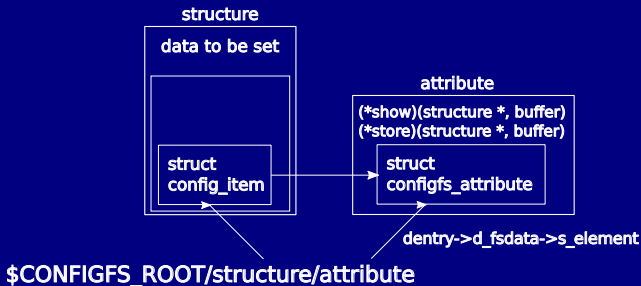 structure
data to be set
struct
config_item
attribute
(*show)(structure *, buffer)
(*store)(structure *, buffer)
struct
configfs_attribute
dentry->d_fsdata->s_element
$CONFIGFS_ROOT/structure/attribute